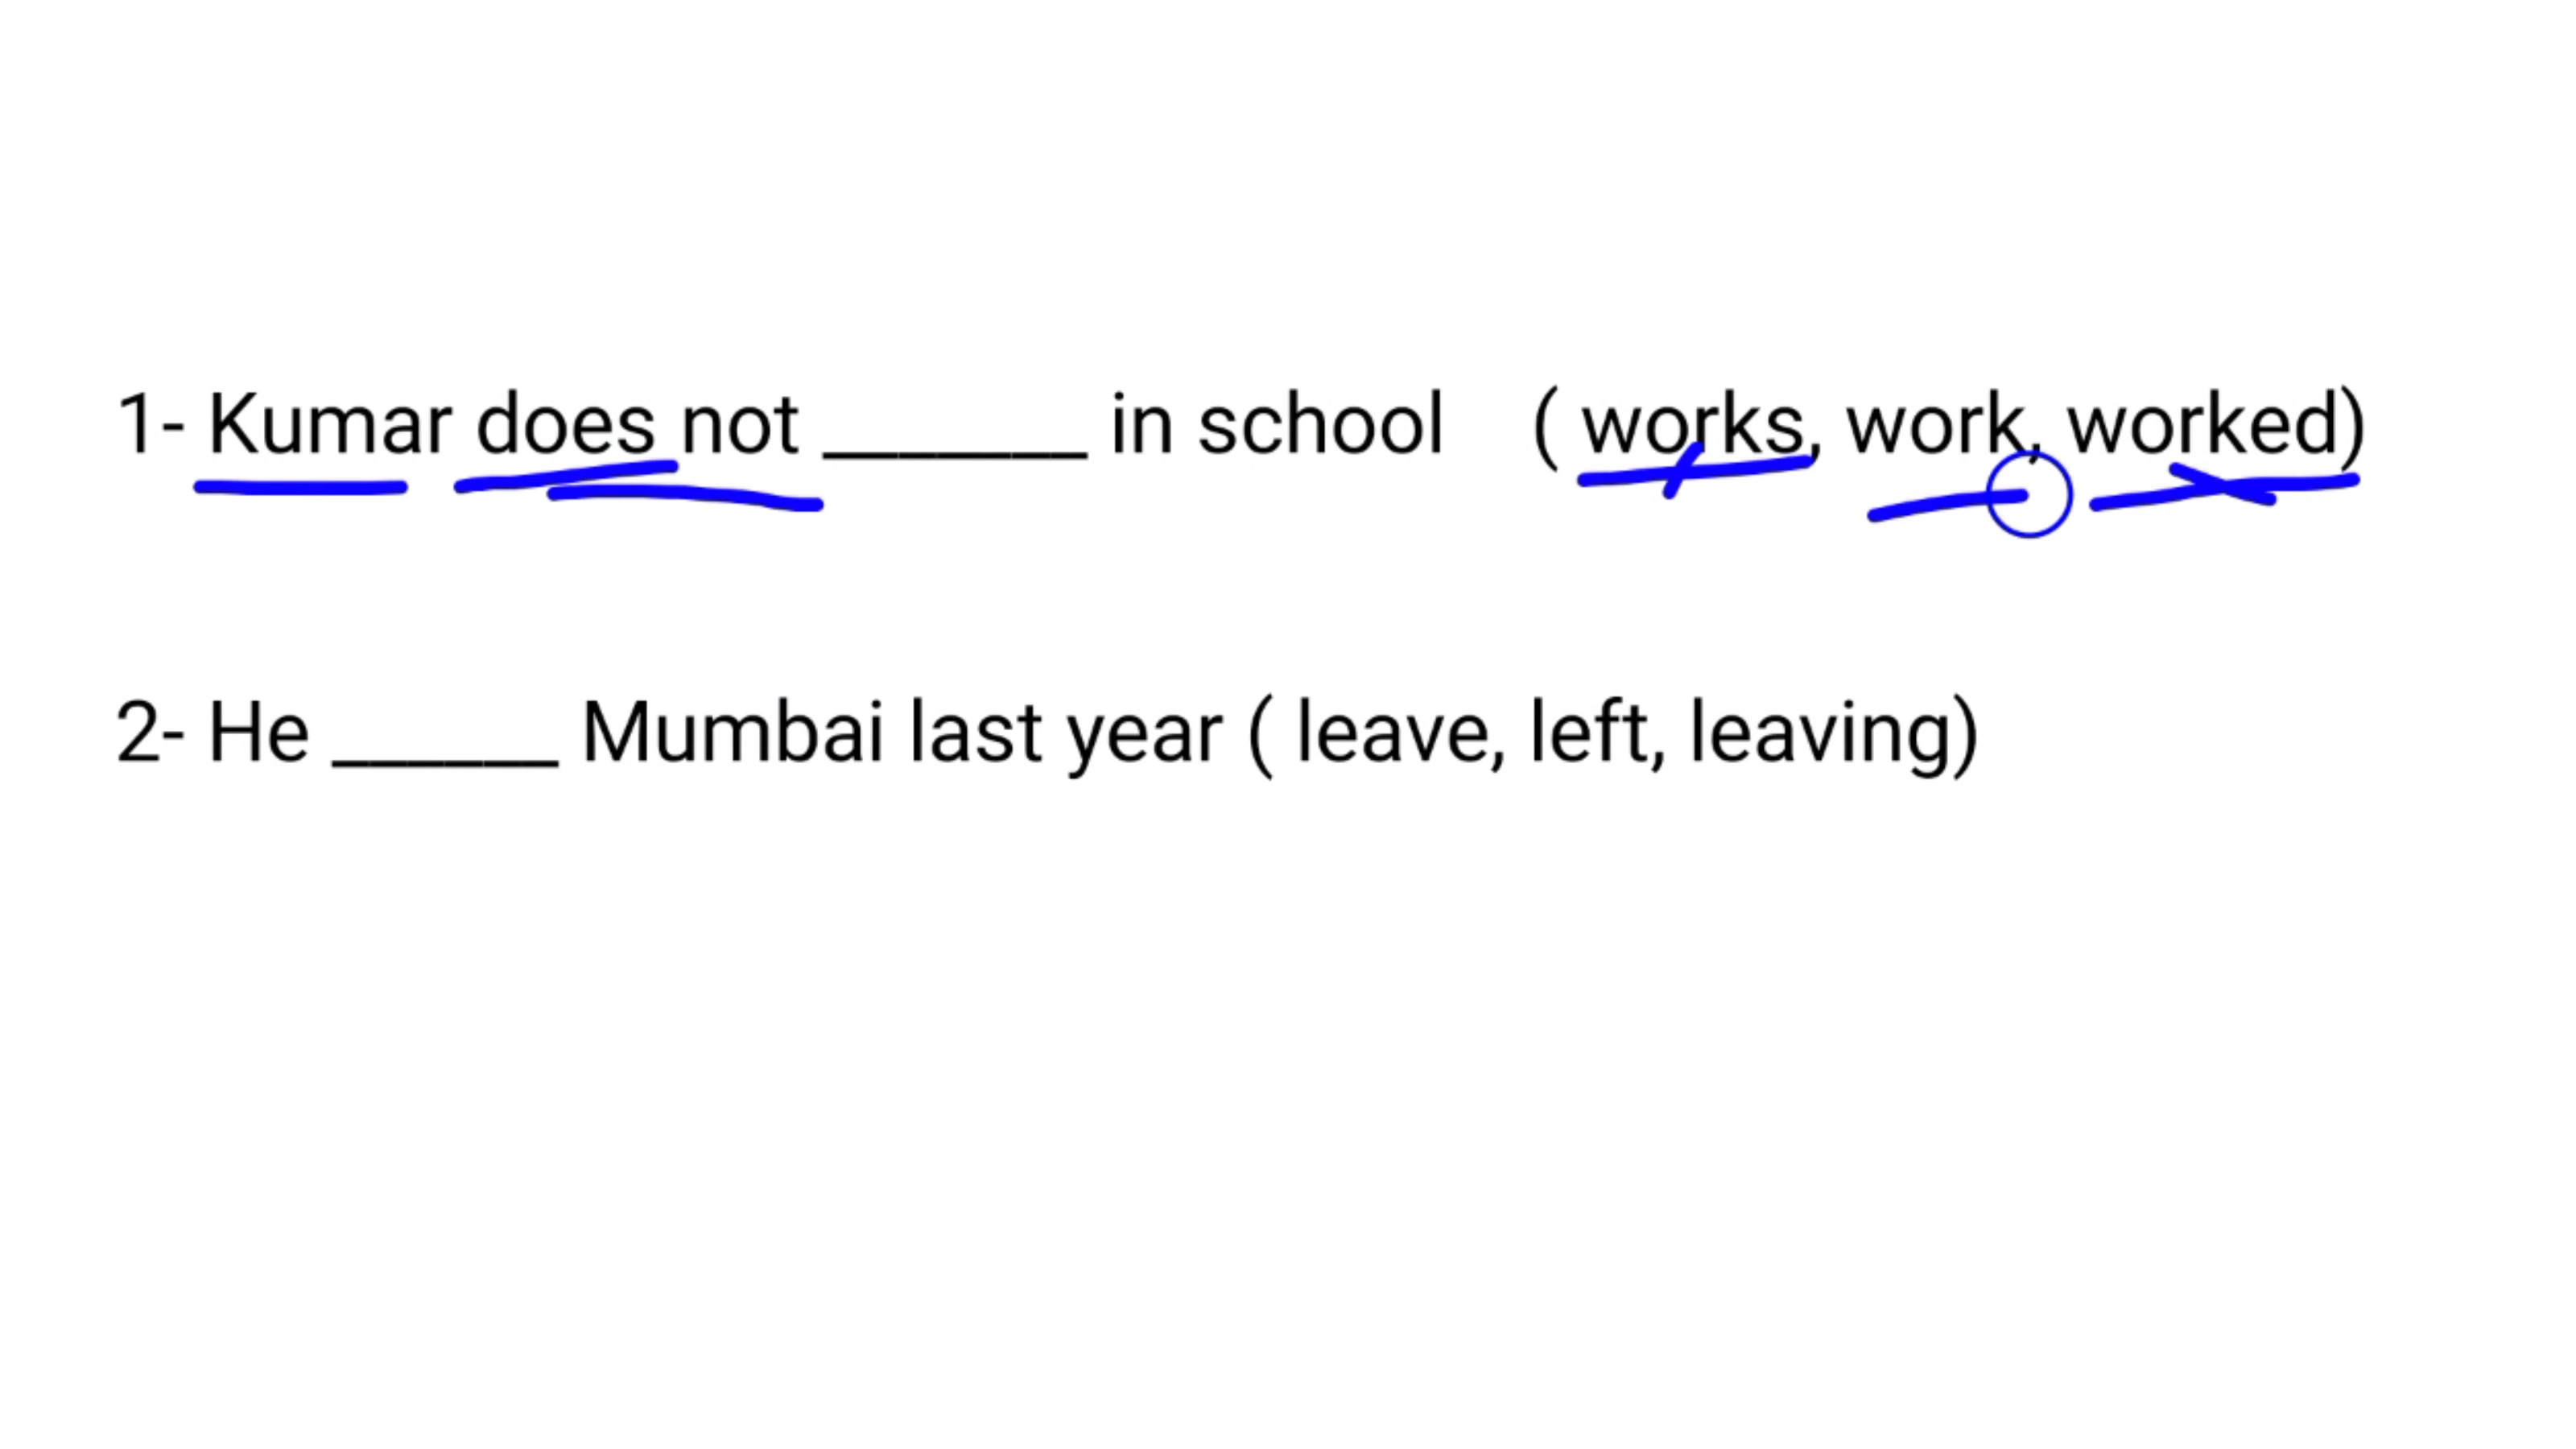 1- Kumar does not _______ in school ( works, work, worked)
2- He ______ Mumbai last year ( leave, left, leaving)